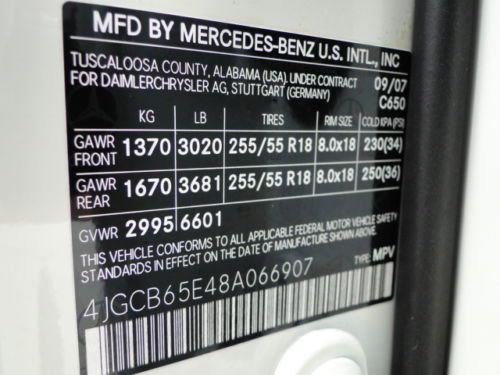 MFD BY MERCEDES-BENZ U.S. INTL., INC
TUSCALOOSA COUNTY, ALABAMA (USA). UNDER CONTRACT 09/07
FOR DAIMLERCHRYSLER AG, STUTTGART (GERMANY) C650
KG LB TIRES RIM SIZE COLD KPA (PSI)
GAWR FRONT 1370 3020 255/55 R18 8.0x18 230(34)
GAWR REAR 1670 3681 255/55 R18 8.0x18 250(36)
GVWR 2995 6601
THIS VEHICLE CONFORMS TO ALL APPLICABLE FEDERAL MOTOR VEHICLE SAFETY
STANDARDS IN EFFECT ON THE DATE OF MANUFACTURE SHOWN ABOVE
4JGCB65E48A066907 TYPE: MPV